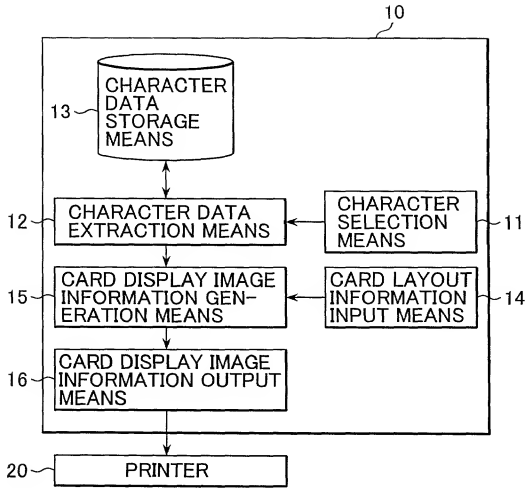 10
CHARACTER
DATA
STORAGE
MEANS
13
12
CHARACTER DATA
EXTRACTION MEANS
CHARACTER
SELECTION
MEANS
11
15
CARD DISPLAY IMAGE
INFORMATION GEN-
ERATION MEANS
CARD LAYOUT
INFORMATION
INPUT MEANS
14
16
CARD DISPLAY IMAGE
INFORMATION OUTPUT
MEANS
20
PRINTER